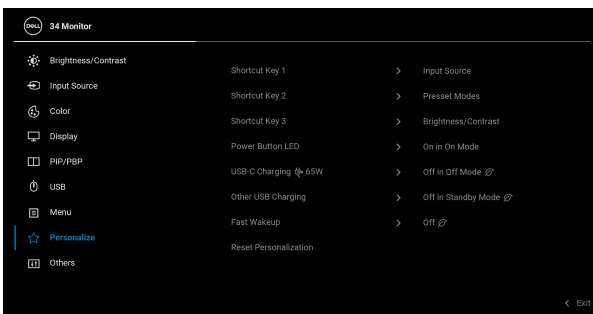 DELL 34 Monitor
Brightness/Contrast
Input Source
Color
Display
PIP/PBP
USB
Menu
Personalize
Others
Shortcut Key 1 > Input Source
Shortcut Key 2 > Presset Modes
Shortcut Key 3 > Brightness/Contrast
Power Button LED > On in On Mode
USB-C Charging 65W > Off in Off Mode
Other USB Charging > Off in Standby Mode
Fast Wakeup > Off
Reset Personalization
< Exit